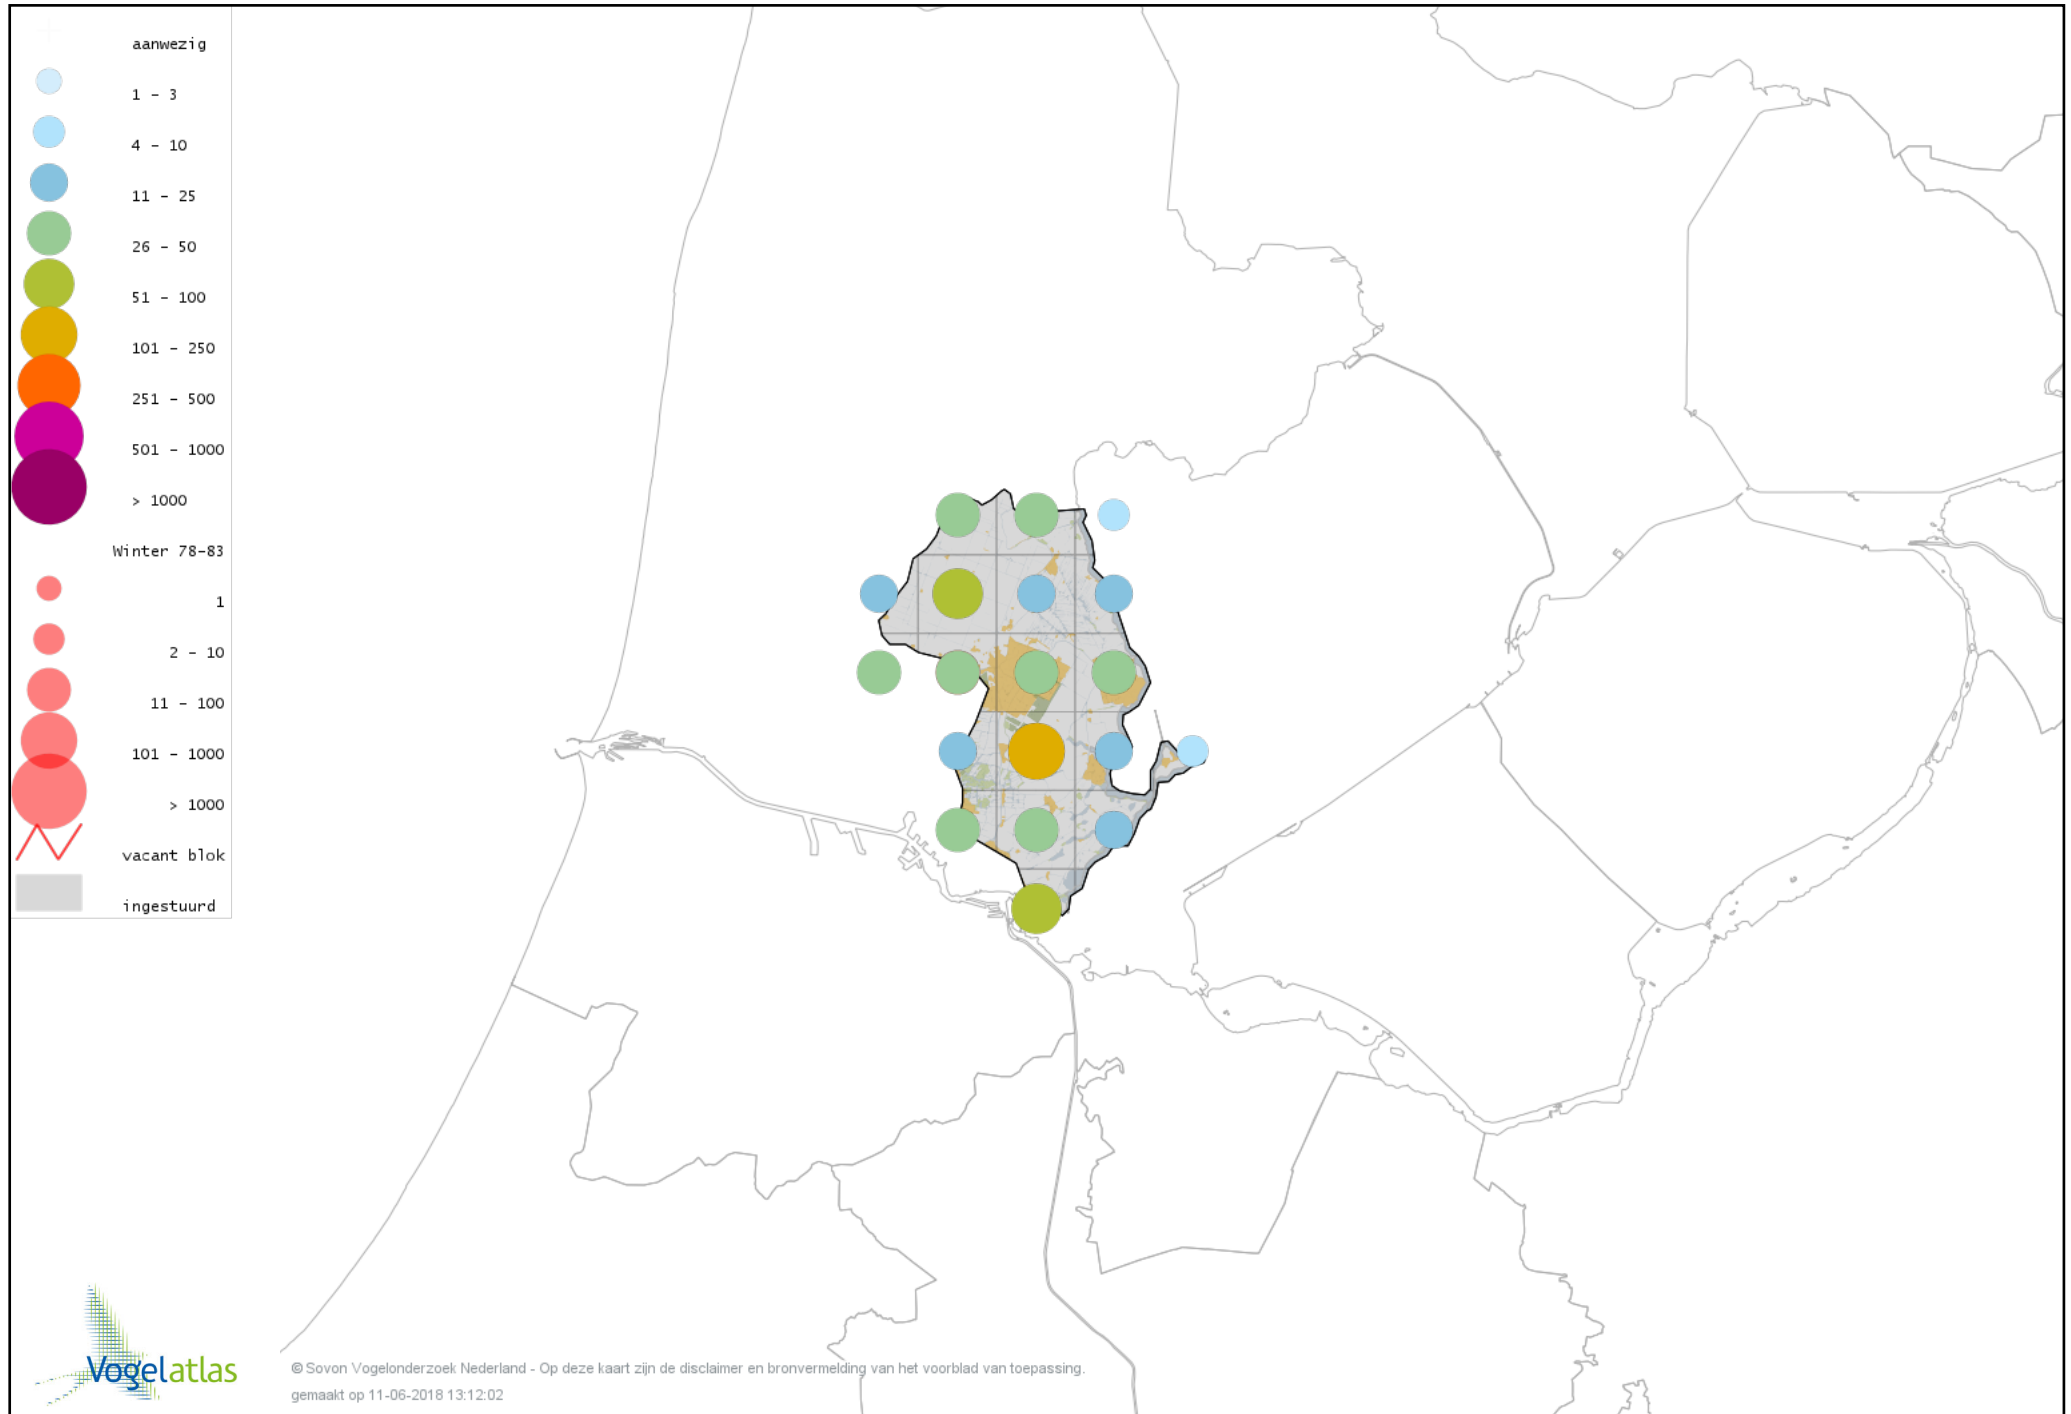 aanwezig
1 - 3
4 - 10
11 - 25
26 - 50
51 - 100
101 - 250
251 - 500
501 - 1000
> 1000
Winter 78-83
1
2 - 10
11 - 100
101 - 1000
> 1000
vacant blok
ingestuurd
Vogelatlas
© Sovon Vogelonderzoek Nederland - Op deze kaart zijn de disclaimer en bronvermelding van het voorblad van toepassing.
gemaakt op 11-06-2018 13:12:02